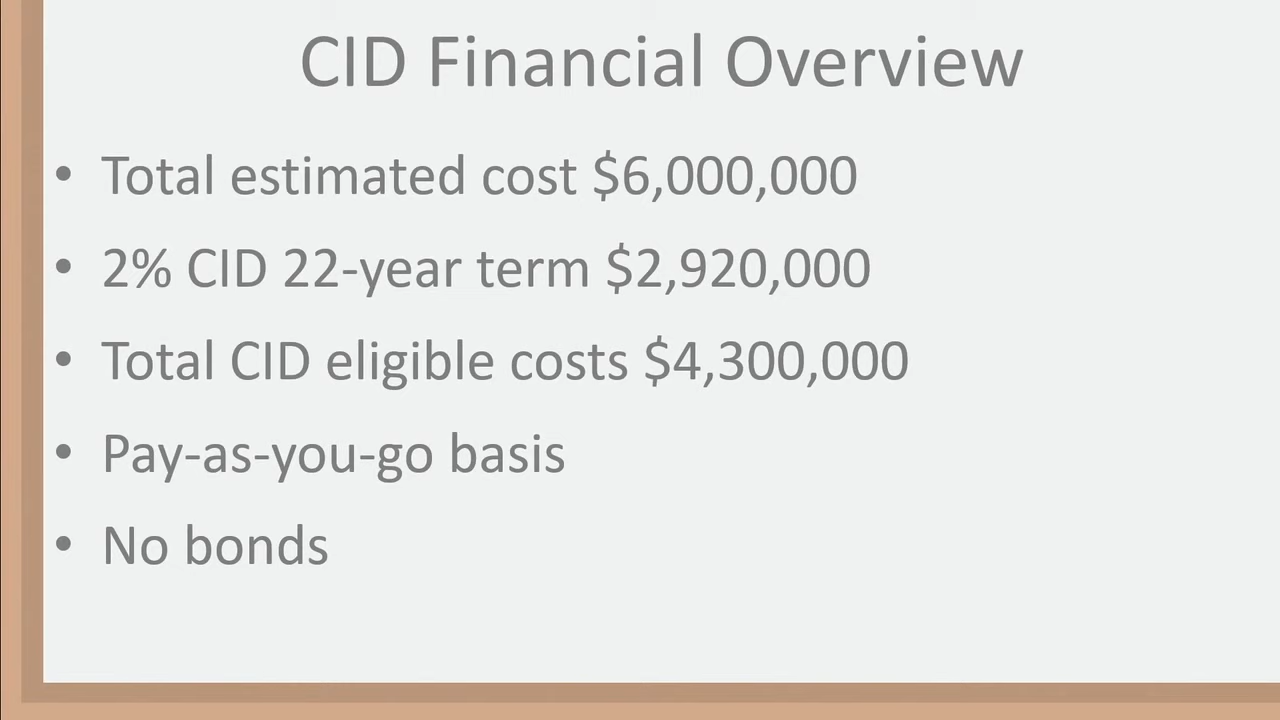 CID Financial Overview
• Total estimated cost $6,000,000
• 2% CID 22-year term $2,920,000
• Total CID eligible costs $4,300,000
• Pay-as-you-go basis
• No bonds